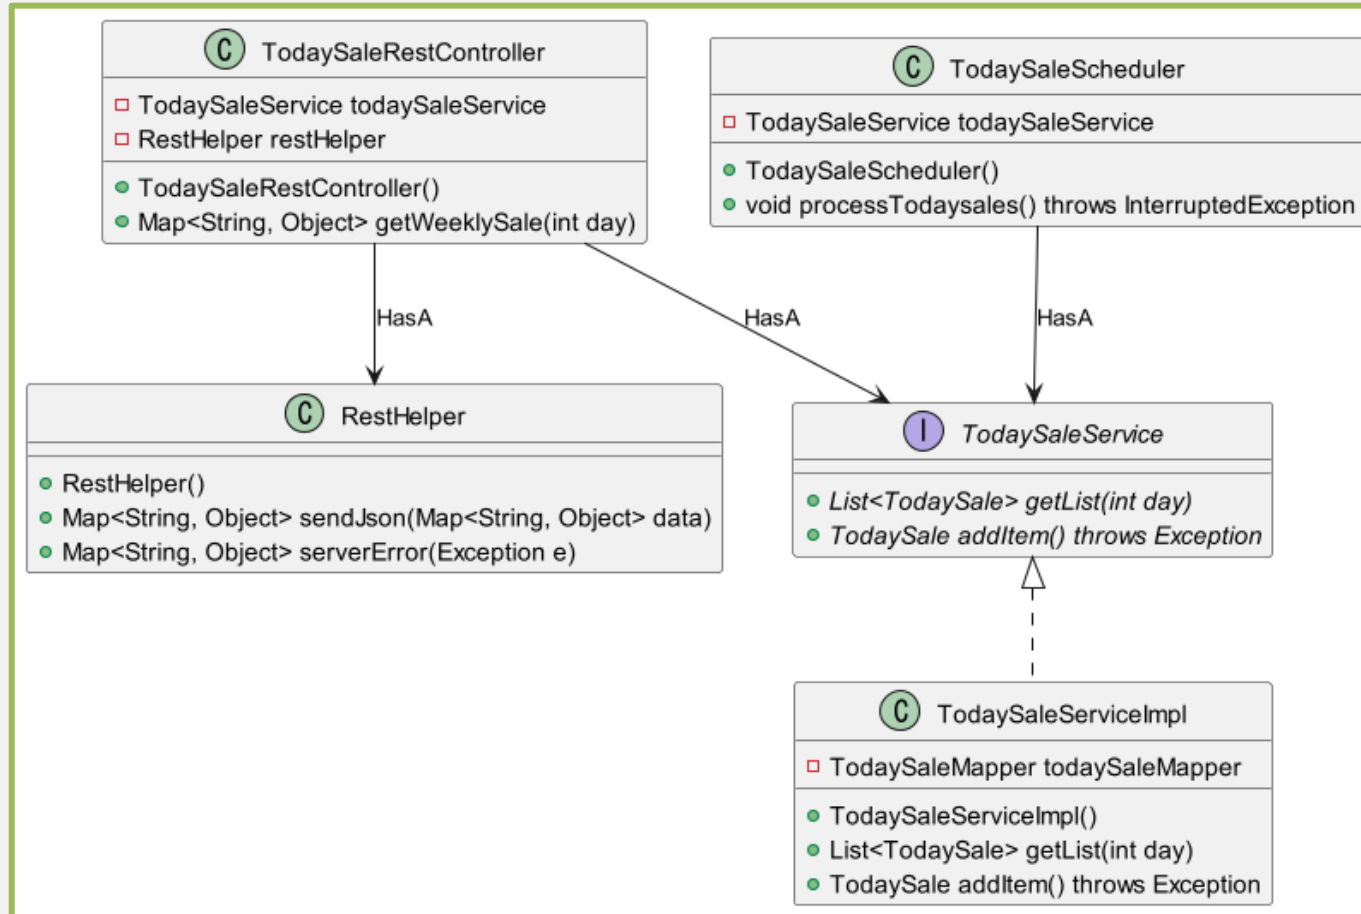 C TodaySaleRestController
TodaySaleService todaySaleService
RestHelper restHelper
TodaySaleRestController()
Map<String, Object> getWeeklySale(int day)
C TodaySaleScheduler
TodaySaleService todaySaleService
TodaySaleScheduler()
void processTodaysales() throws InterruptedException
HasA
HasA
HasA
C RestHelper
RestHelper()
Map<String, Object> sendJson(Map<String, Object> data)
Map<String, Object> serverError(Exception e)
I TodaySaleService
List<TodaySale> getList(int day)
TodaySale addItem() throws Exception
C TodaySaleServiceImpl
TodaySaleMapper todaySaleMapper
TodaySaleServiceImpl()
List<TodaySale> getList(int day)
TodaySale addItem() throws Exception